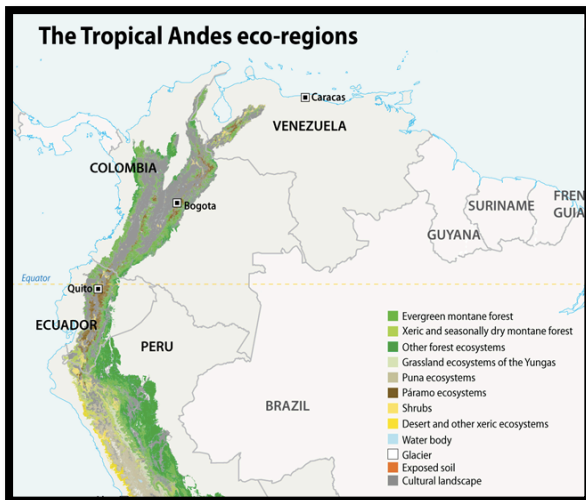 The Tropical Andes eco-regions
Caracas
VENEZUELA
COLOMBIA
Bogota
SURINAME
FREN
GUIA
GUYANA
Equator
Quito
ECUADOR
PERU
BRAZIL
Evergreen montane forest
Xeric and seasonally dry montane forest
Other forest ecosystems
Grassland ecosystems of the Yungas
Puna ecosystems
Páramo ecosystems
Shrubs
Desert and other xeric ecosystems
Water body
Glacier
Exposed soil
Cultural landscape